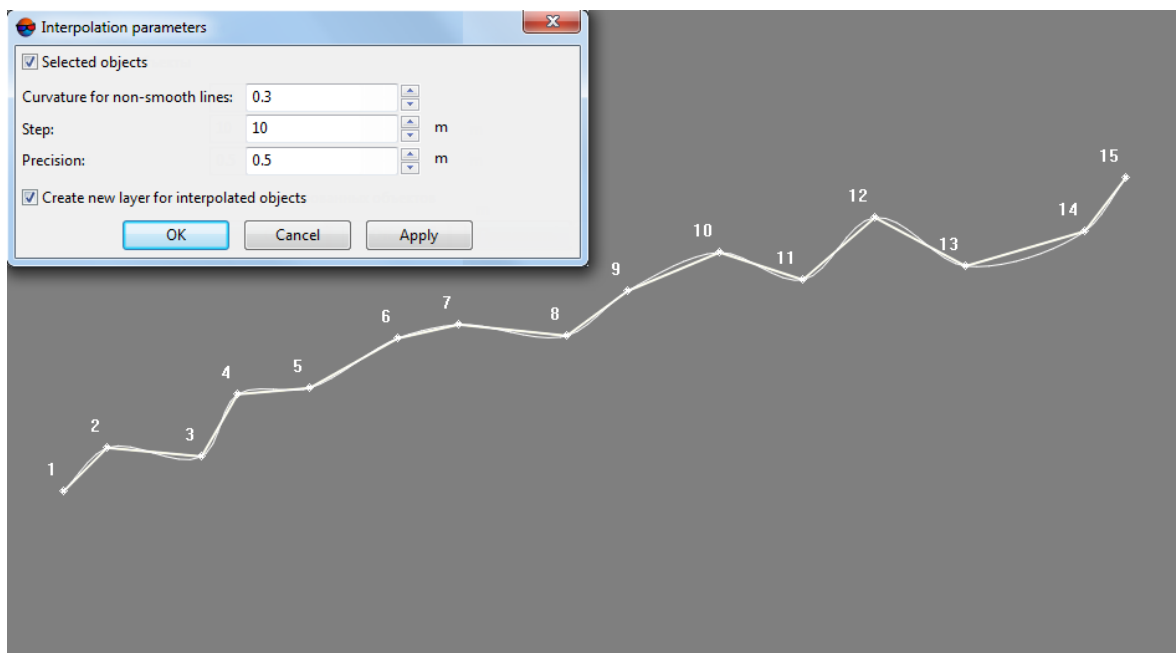 Interpolation parameters
Selected objects
Curvature for non-smooth lines: 0.3
Step: 10 m
Precision: 0.5 m
Create new layer for interpolated objects
OK Cancel Apply
15
12
14
10
13
11
9
7
6
8
5
4
2
3
1